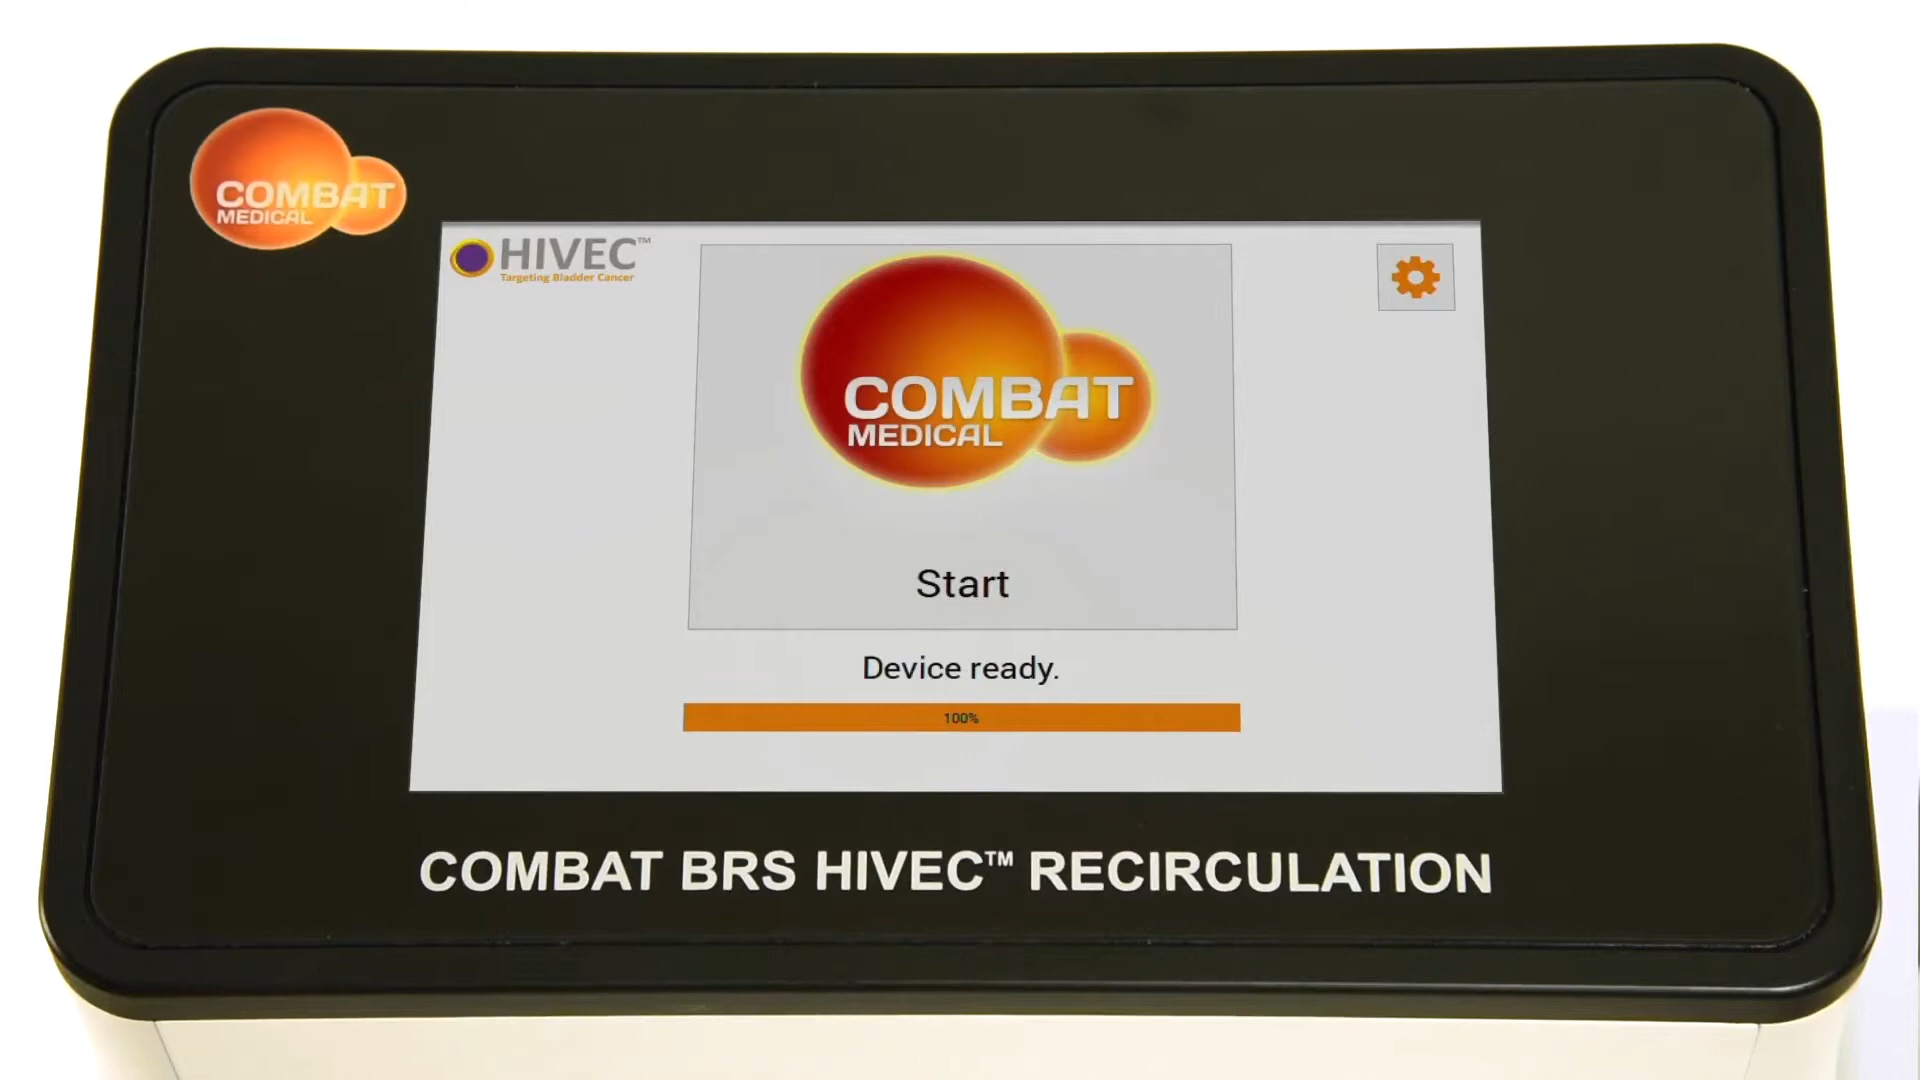 COMBAT
MEDICAL
HIVEC™
Targeting Bladder Cancer
COMBAT
MEDICAL
Start
Device ready.
100%
COMBAT BRS HIVEC™ RECIRCULATION